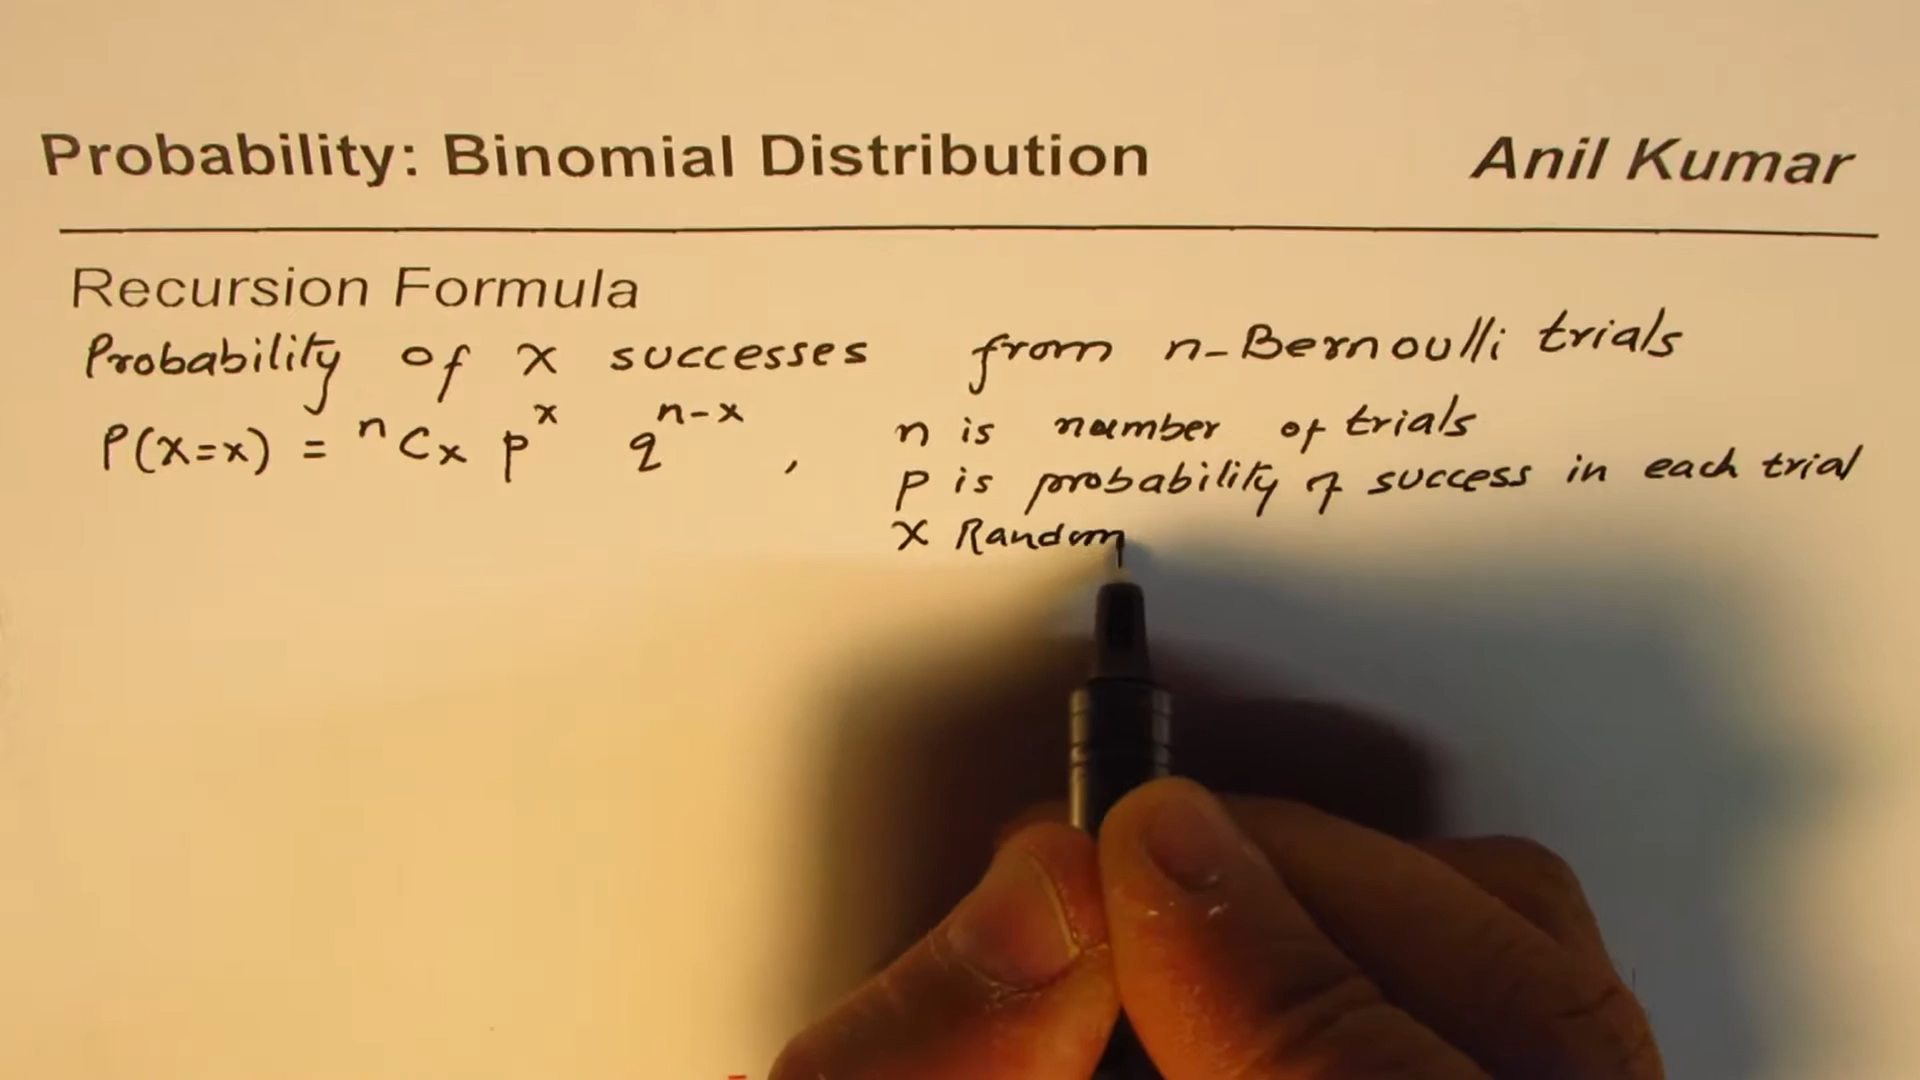 Probability: Binomial Distribution Anil Kumar
Recursion Formula
Probability of x successes from n-Bernoulli trials
P(X=x) = ⁿCₓ pˣ qⁿ⁻ˣ , n is number of trials
p is probability of success in each trial
X Random